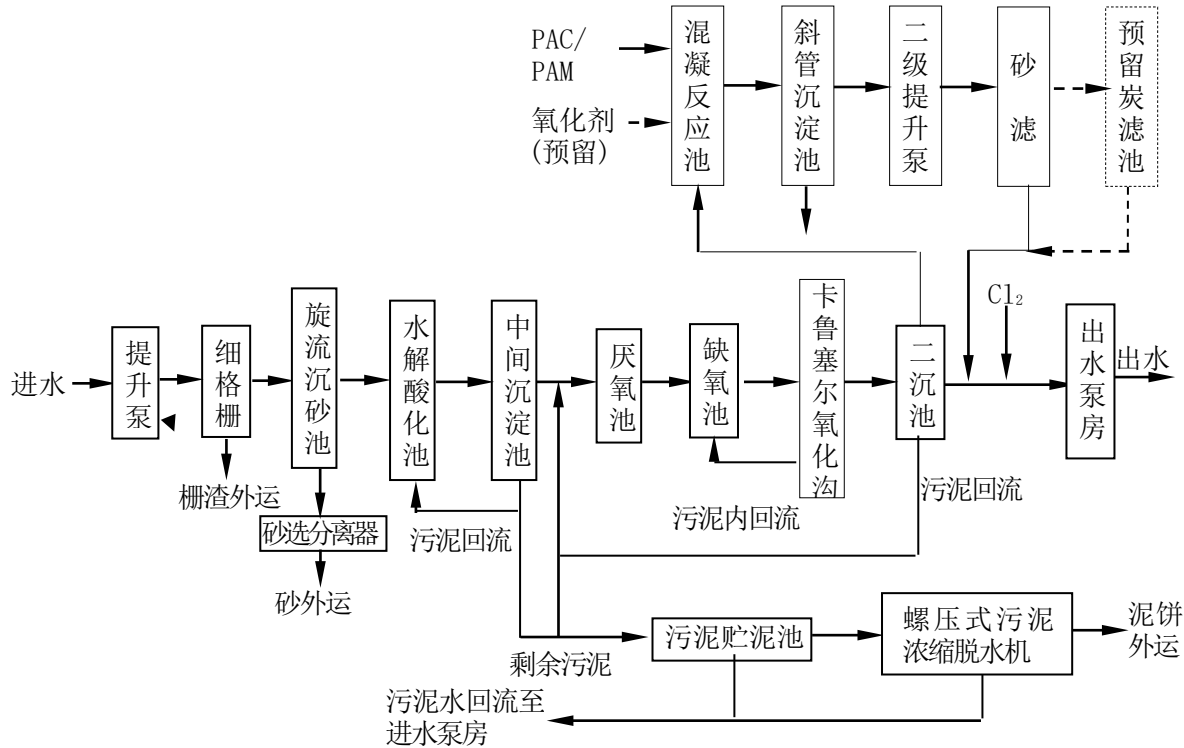 PAC/
PAM
氧化剂
(预留)
混凝反应池
斜管沉淀池
二级提升泵
砂滤
预留炭滤池
进水
提升泵
细格栅
旋流沉砂池
水解酸化池
中间沉淀池
厌氧池
缺氧池
卡鲁塞尔氧化沟
二沉池
Cl₂
出水泵房
出水
栅渣外运
砂选分离器
砂外运
污泥回流
污泥内回流
污泥回流
剩余污泥
污泥贮泥池
螺压式污泥
浓缩脱水机
泥饼
外运
污泥水回流至
进水泵房